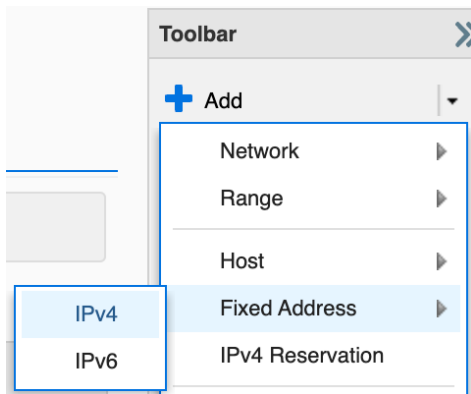 Toolbar
Add
Network
Range
Host
Fixed Address
IPv4 Reservation
IPv4
IPv6